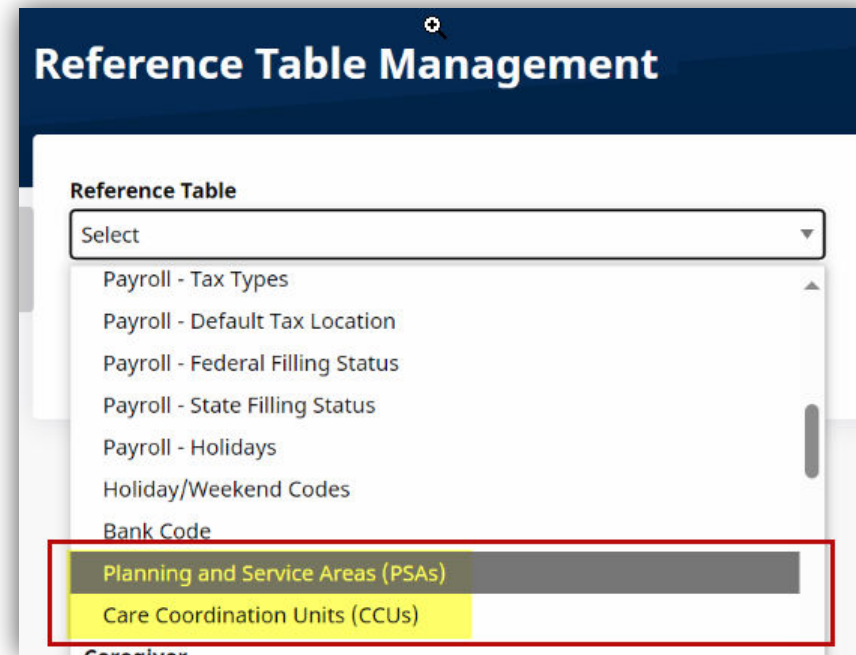 Reference Table Management
Reference Table
Select
Payroll - Tax Types
Payroll - Default Tax Location
Payroll - Federal Filling Status
Payroll - State Filling Status
Payroll - Holidays
Holiday/Weekend Codes
Bank Code
Planning and Service Areas (PSAs)
Care Coordination Units (CCUs)
Caregiver